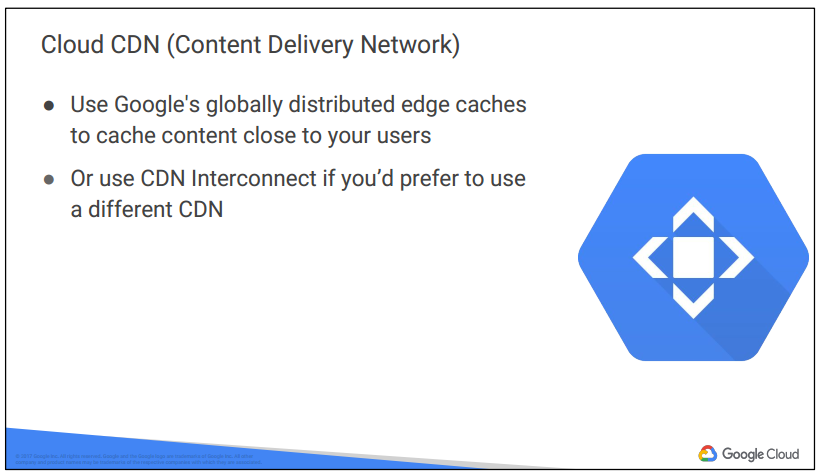 Cloud CDN (Content Delivery Network)
● Use Google's globally distributed edge caches
to cache content close to your users
● Or use CDN Interconnect if you’d prefer to use
a different CDN
Google Cloud